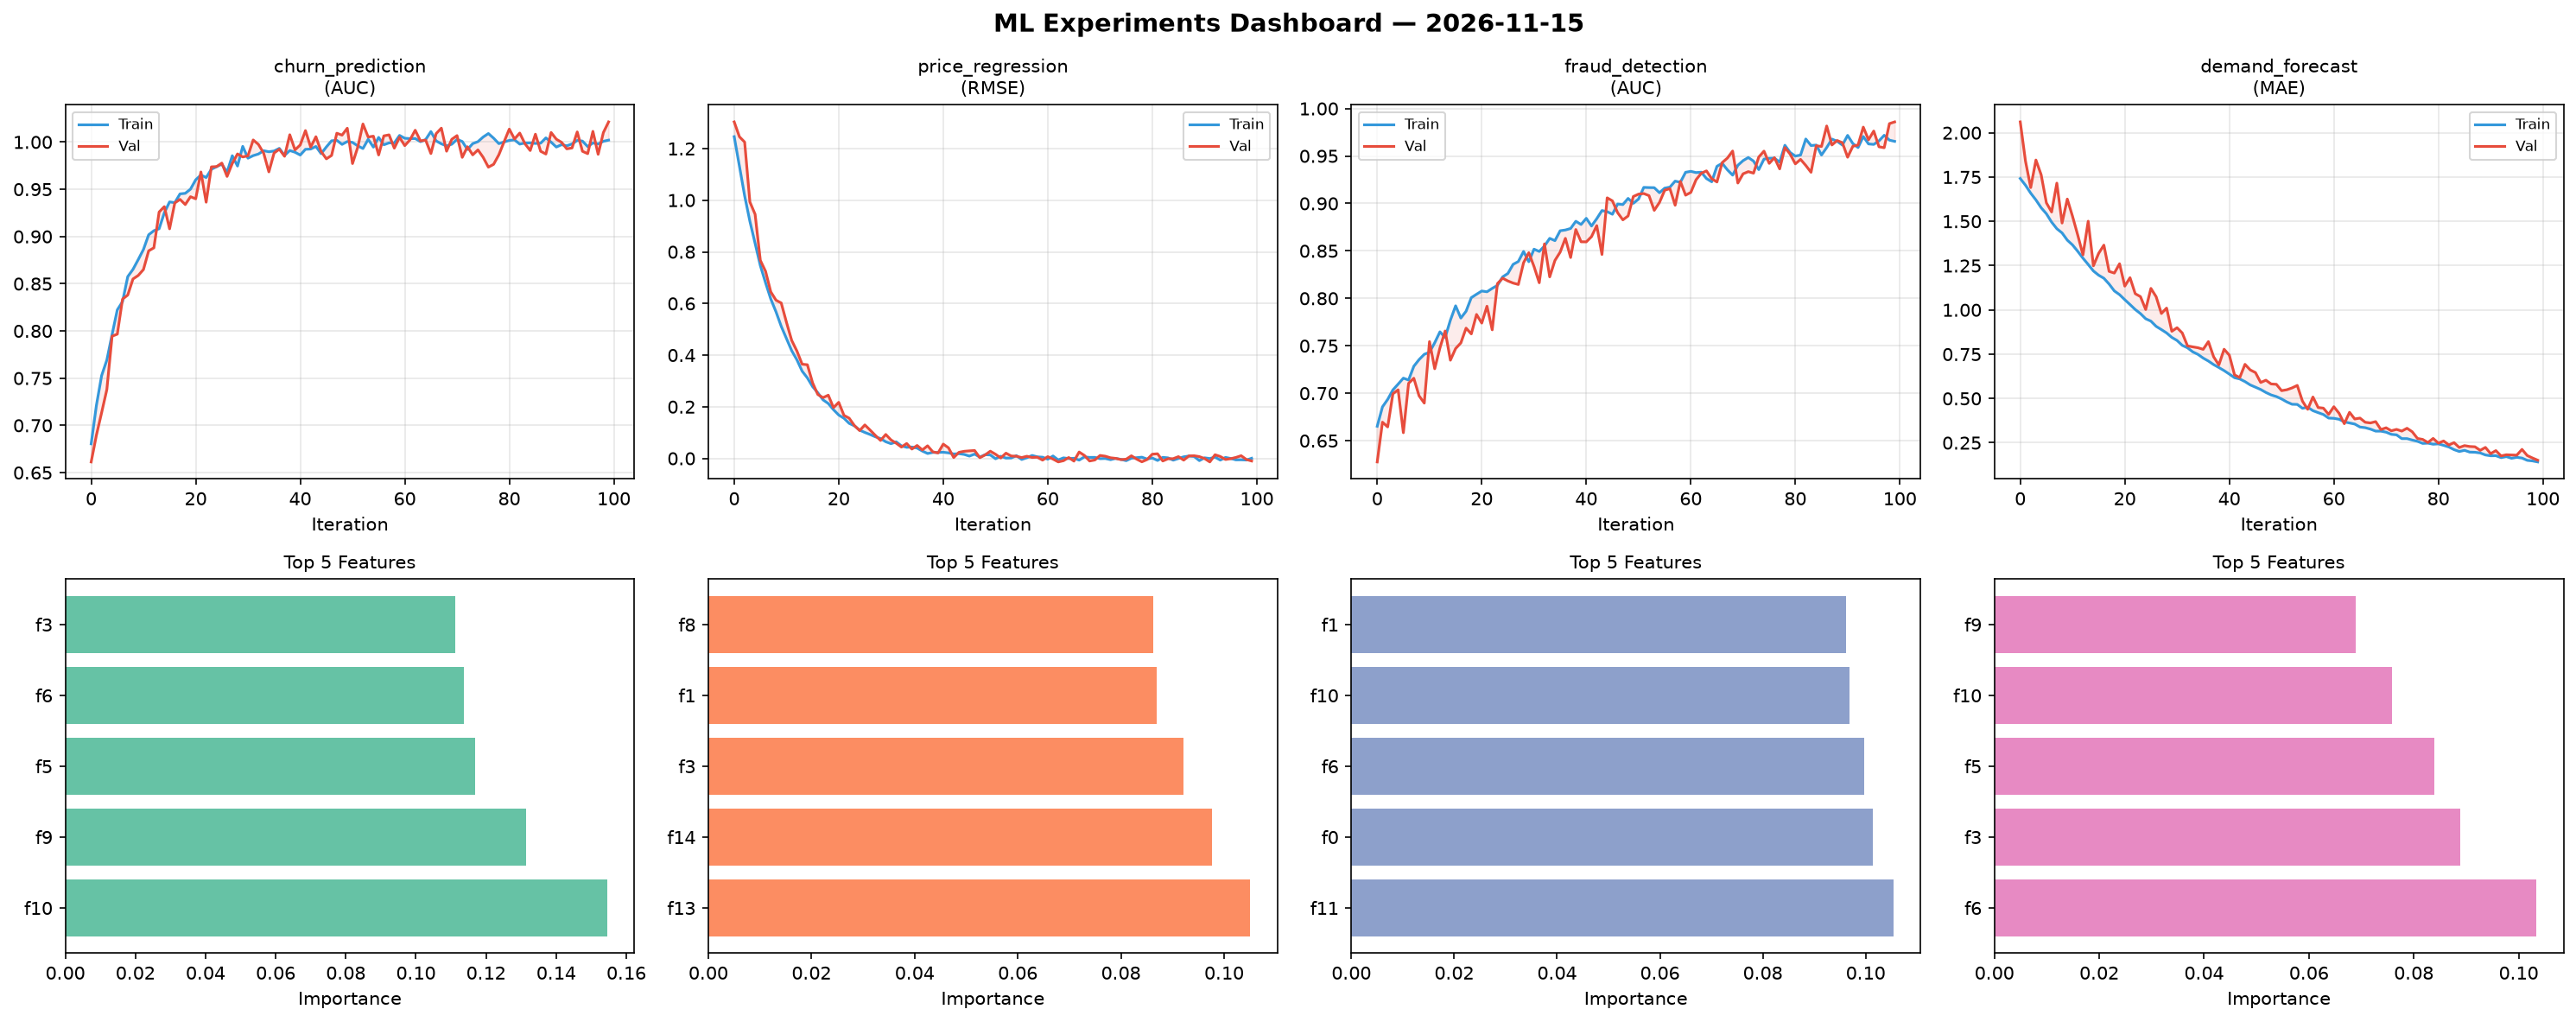 ML Experiments Dashboard — 2026-11-15
churn_prediction
(AUC)
Train
Val
1.00
0.95
0.90
0.85
0.80
0.75
0.70
0.65
0 20 40 60 80 100
Iteration
price_regression
(RMSE)
Train
Val
1.2
1.0
0.8
0.6
0.4
0.2
0.0
0 20 40 60 80 100
Iteration
fraud_detection
(AUC)
Train
Val
1.00
0.95
0.90
0.85
0.80
0.75
0.70
0.65
0 20 40 60 80 100
Iteration
demand_forecast
(MAE)
Train
Val
2.00
1.75
1.50
1.25
1.00
0.75
0.50
0.25
0 20 40 60 80 100
Iteration
Top 5 Features
f3
f6
f5
f9
f10
0.00 0.02 0.04 0.06 0.08 0.10 0.12 0.14 0.16
Importance
Top 5 Features
f8
f1
f3
f14
f13
0.00 0.02 0.04 0.06 0.08 0.10
Importance
Top 5 Features
f1
f10
f6
f0
f11
0.00 0.02 0.04 0.06 0.08 0.10
Importance
Top 5 Features
f9
f10
f5
f3
f6
0.00 0.02 0.04 0.06 0.08 0.10
Importance